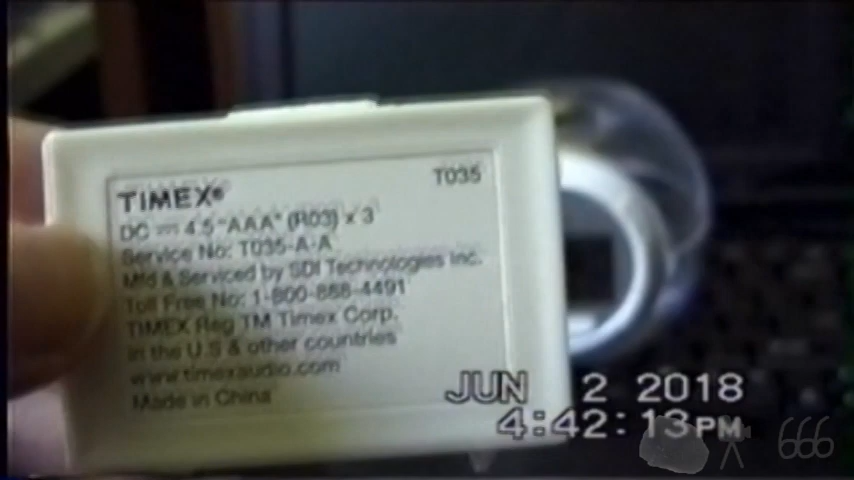 TIMEX®
T035
DC ⎓ 4.5 "AAA" (R03) x 3
Service No: T035-A-A
Mfd & Serviced by SDI Technologies Inc.
Toll Free No: 1-800-888-4491
TIMEX Reg TM Timex Corp.
in the U.S & other countries
www.timexaudio.com
Made in China
JUN 2 2018
4:42:13PM
666